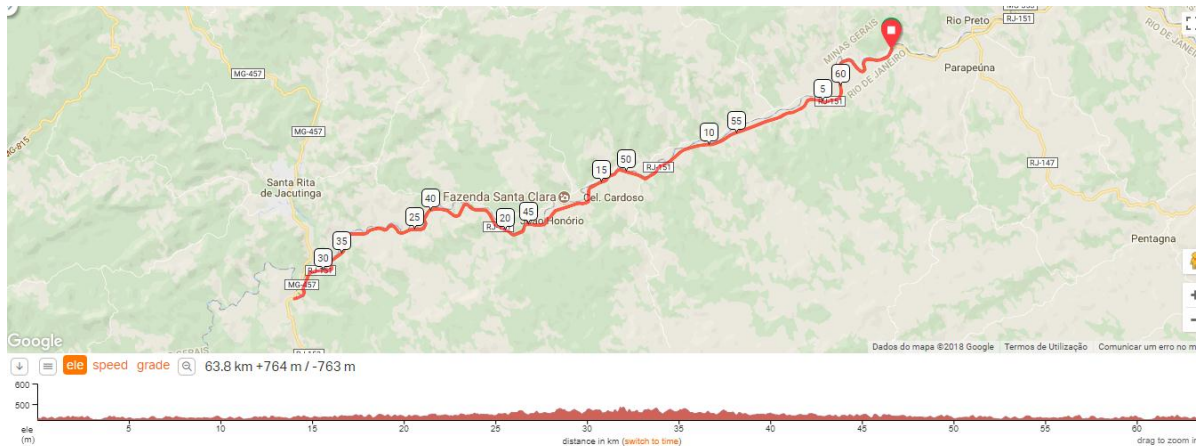 Rio Preto
RJ-151
MINAS GERAIS
RIO DE JANEIRO
Parapeúna
MG-457
60
5
RJ-151
55
10
MG-457
MG-815
50
15
RJ-151
RJ-147
Santa Rita
de Jacutinga
40
Fazenda Santa Clara
Cel. Cardoso
25
20
45
Pentagna
35
30
RJ-151
MG-457
Google
Dados do mapa ©2018 Google
Termos de Utilização
Comunicar um erro no m
ele speed grade 63.8 km +764 m / -763 m
600
500
ele
(m)
5 10 15 20 25 30 35 40 45 50 55 60
distance in km (switch to time)
drag to zoom in